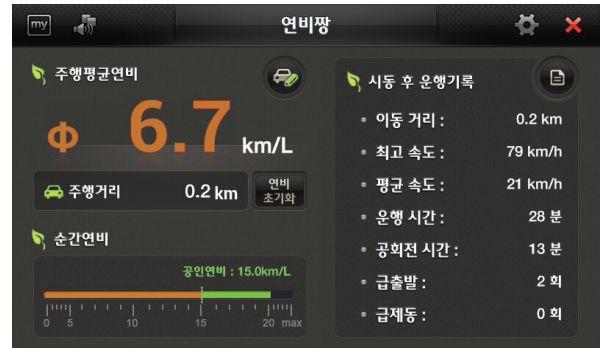 my
연비짱
주행평균연비
Φ 6.7 km/L
주행거리 0.2 km 연비 초기화
순간연비
공인연비 : 15.0km/L
0 5 10 15 20 max
시동 후 운행기록
이동 거리 : 0.2 km
최고 속도 : 79 km/h
평균 속도 : 21 km/h
운행 시간 : 28 분
공회전 시간 : 13 분
급출발 : 2 회
급제동 : 0 회